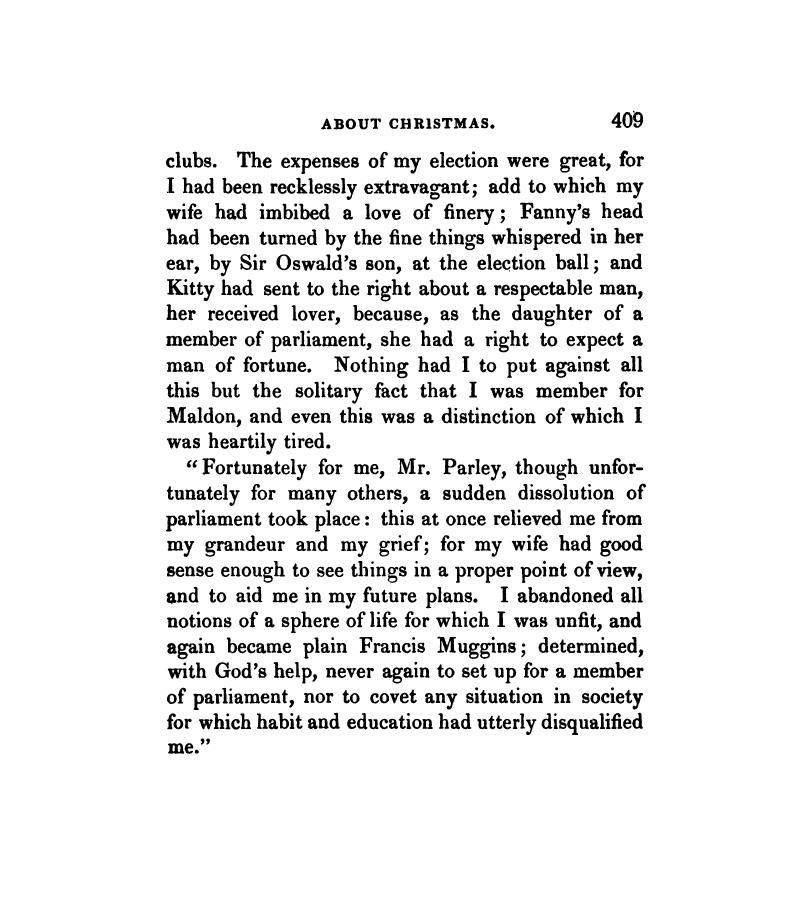 ABOUT CHRISTMAS. 409
clubs. The expenses of my election were great, for
I had been recklessly extravagant; add to which my
wife had imbibed a love of finery; Fanny's head
had been turned by the fine things whispered in her
ear, by Sir Oswald's son, at the election ball; and
Kitty had sent to the right about a respectable man,
her received lover, because, as the daughter of a
member of parliament, she had a right to expect a
man of fortune. Nothing had I to put against all
this but the solitary fact that I was member for
Maldon, and even this was a distinction of which I
was heartily tired.
"Fortunately for me, Mr. Parley, though unfor-
tunately for many others, a sudden dissolution of
parliament took place: this at once relieved me from
my grandeur and my grief; for my wife had good
sense enough to see things in a proper point of view,
and to aid me in my future plans. I abandoned all
notions of a sphere of life for which I was unfit, and
again became plain Francis Muggins; determined,
with God's help, never again to set up for a member
of parliament, nor to covet any situation in society
for which habit and education had utterly disqualified
me."